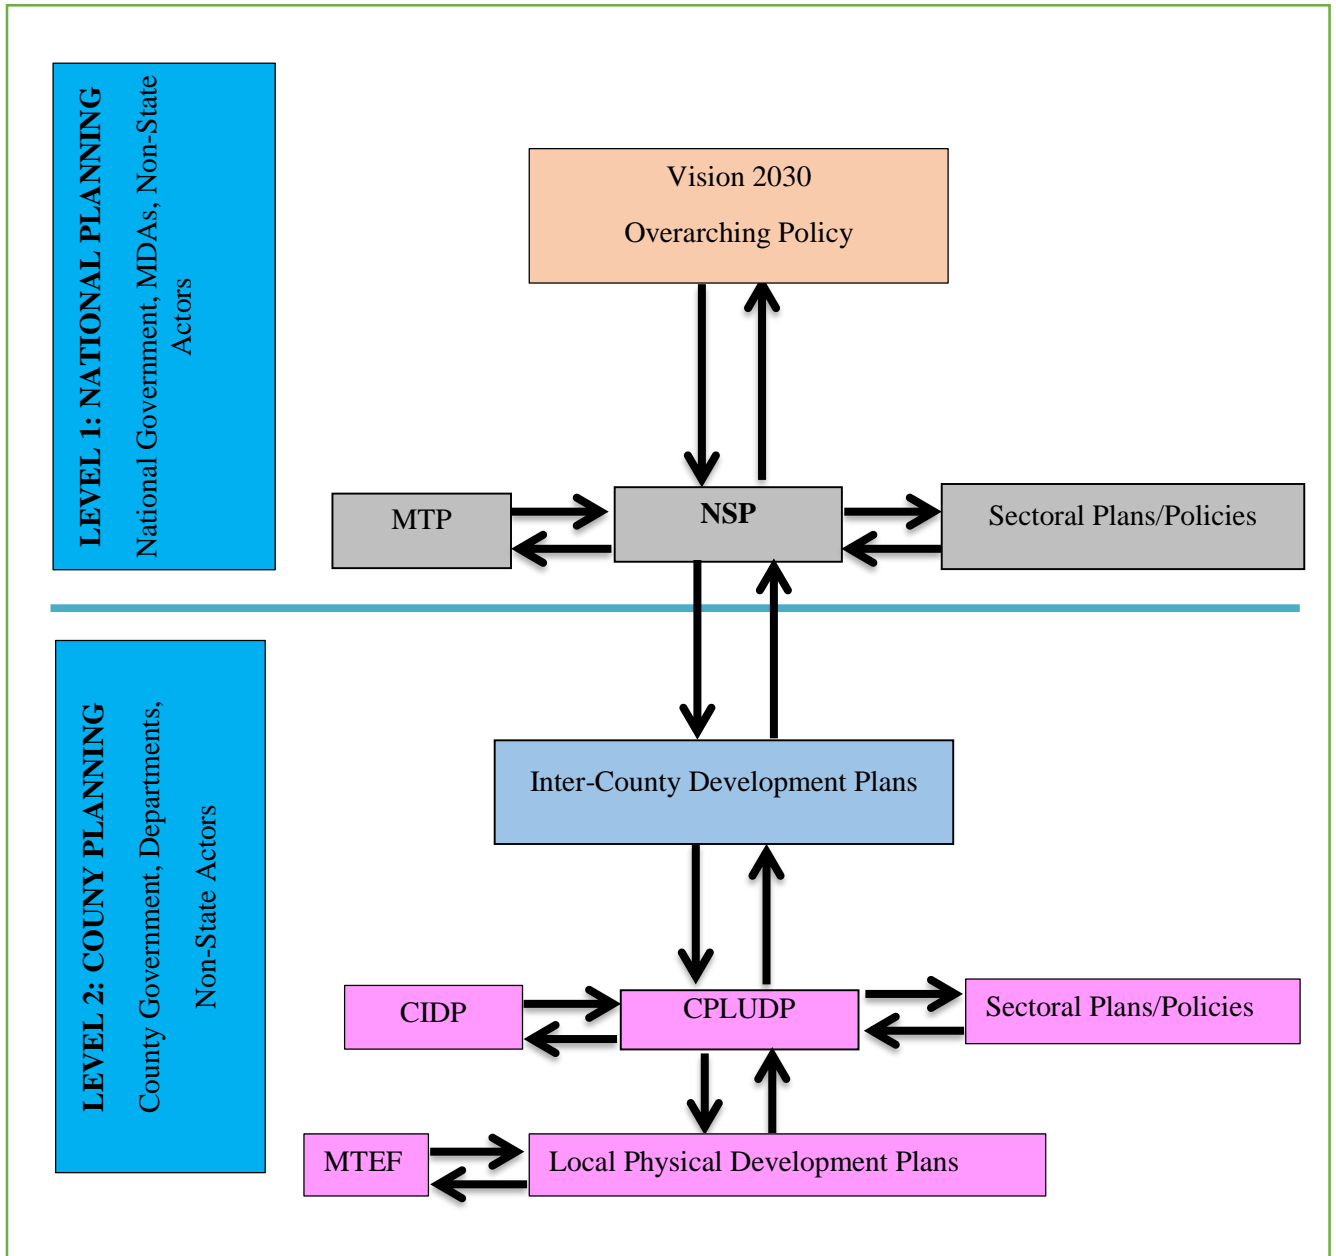 LEVEL 1: NATIONAL PLANNING
National Government, MDAs, Non-State
Actors
Vision 2030
Overarching Policy
MTP
NSP
Sectoral Plans/Policies
LEVEL 2: COUNY PLANNING
County Government, Departments,
Non-State Actors
Inter-County Development Plans
CIDP
CPLUDP
Sectoral Plans/Policies
MTEF
Local Physical Development Plans